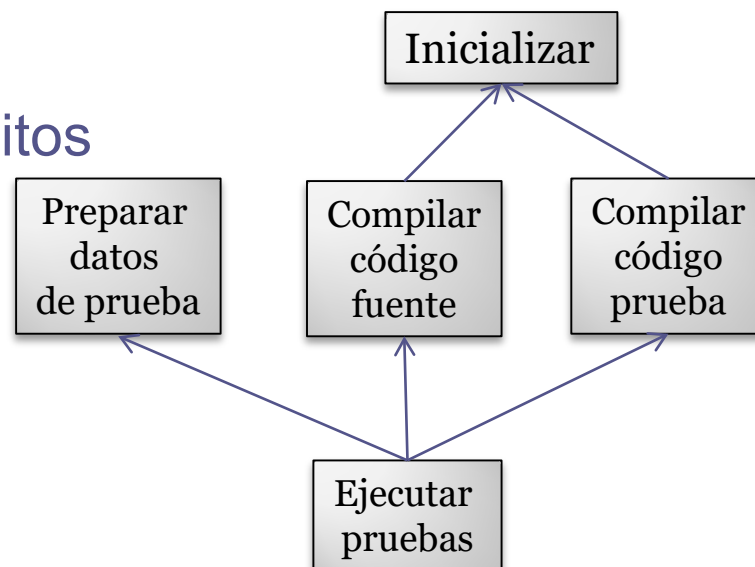 Inicializar
itos
Preparar
datos
de prueba
Compilar
código
fuente
Compilar
código
prueba
Ejecutar
pruebas